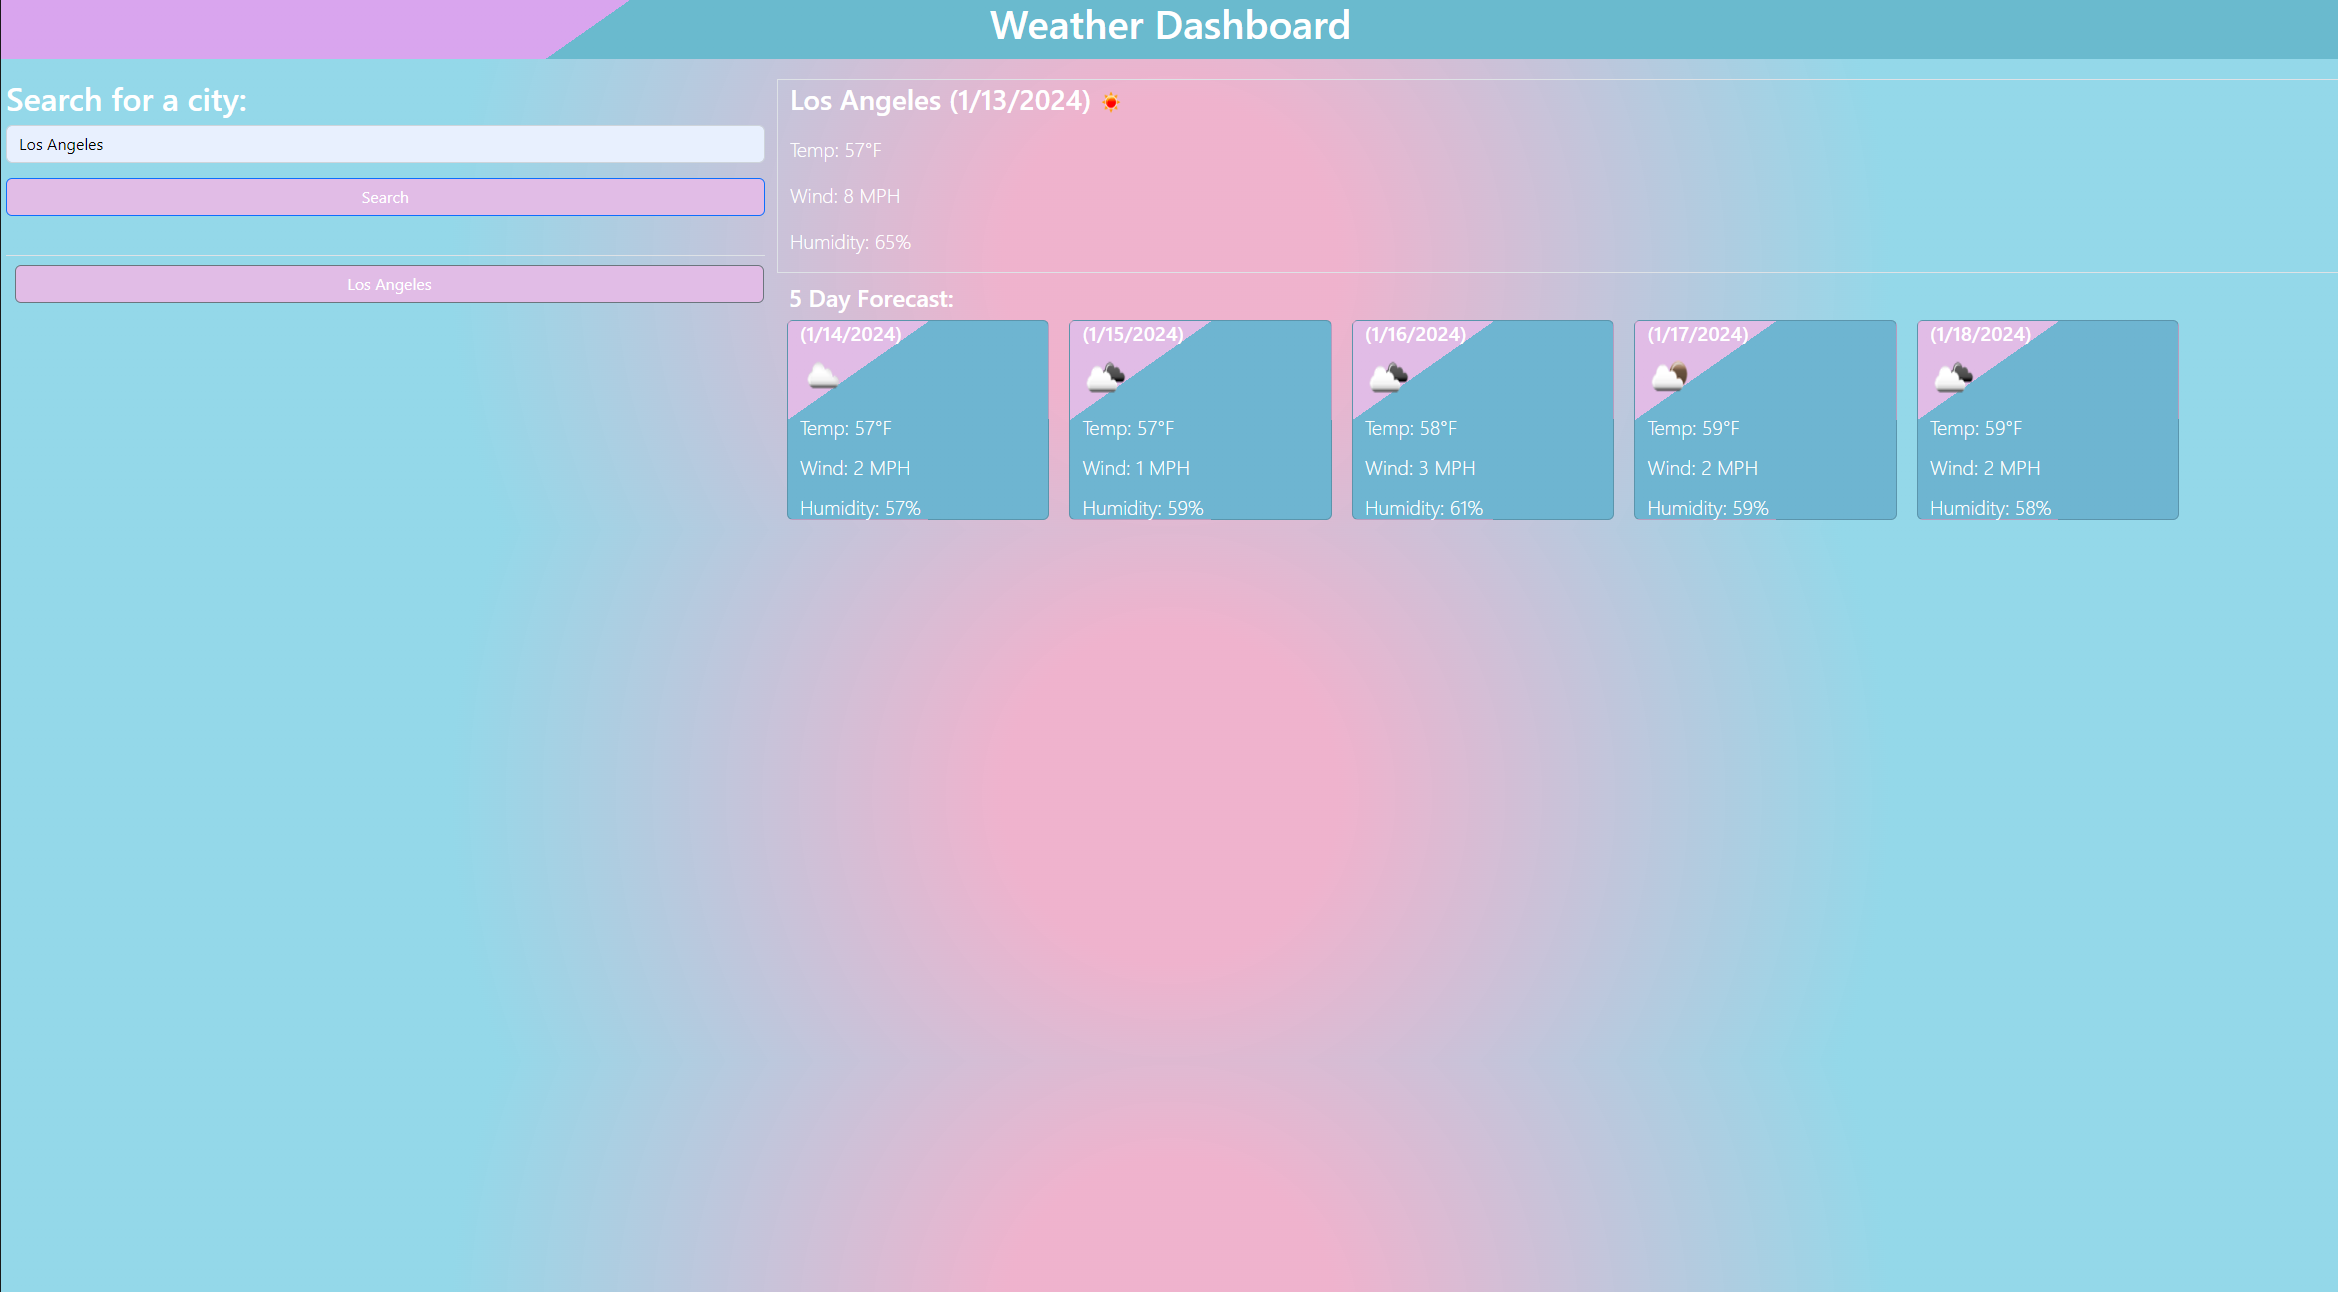 Weather Dashboard
Search for a city:
Los Angeles
Search
Los Angeles
Los Angeles (1/13/2024)
Temp: 57°F
Wind: 8 MPH
Humidity: 65%
5 Day Forecast:
(1/14/2024)
Temp: 57°F
Wind: 2 MPH
Humidity: 57%
(1/15/2024)
Temp: 57°F
Wind: 1 MPH
Humidity: 59%
(1/16/2024)
Temp: 58°F
Wind: 3 MPH
Humidity: 61%
(1/17/2024)
Temp: 59°F
Wind: 2 MPH
Humidity: 59%
(1/18/2024)
Temp: 59°F
Wind: 2 MPH
Humidity: 58%